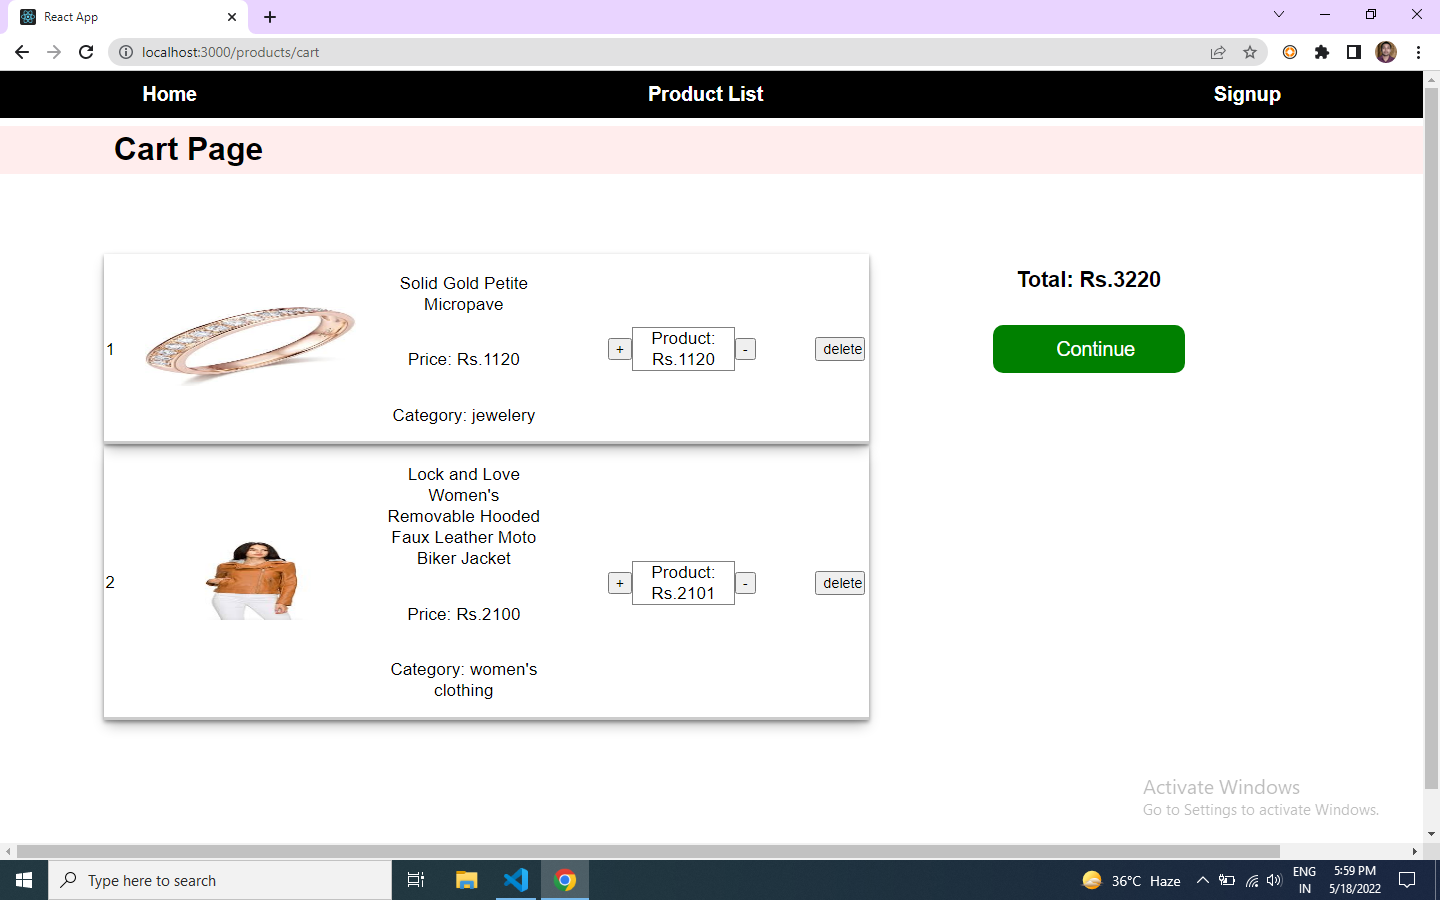 React App
localhost:3000/products/cart
Home Product List Signup
Cart Page
1
Solid Gold Petite
Micropave
Price: Rs.1120
Category: jewelery
+
Product:
Rs.1120
-
delete
Total: Rs.3220
Continue
2
Lock and Love
Women's
Removable Hooded
Faux Leather Moto
Biker Jacket
Price: Rs.2100
Category: women's
clothing
+
Product:
Rs.2101
-
delete
Activate Windows
Go to Settings to activate Windows.
Type here to search
36°C Haze
ENG
IN
5:59 PM
5/18/2022